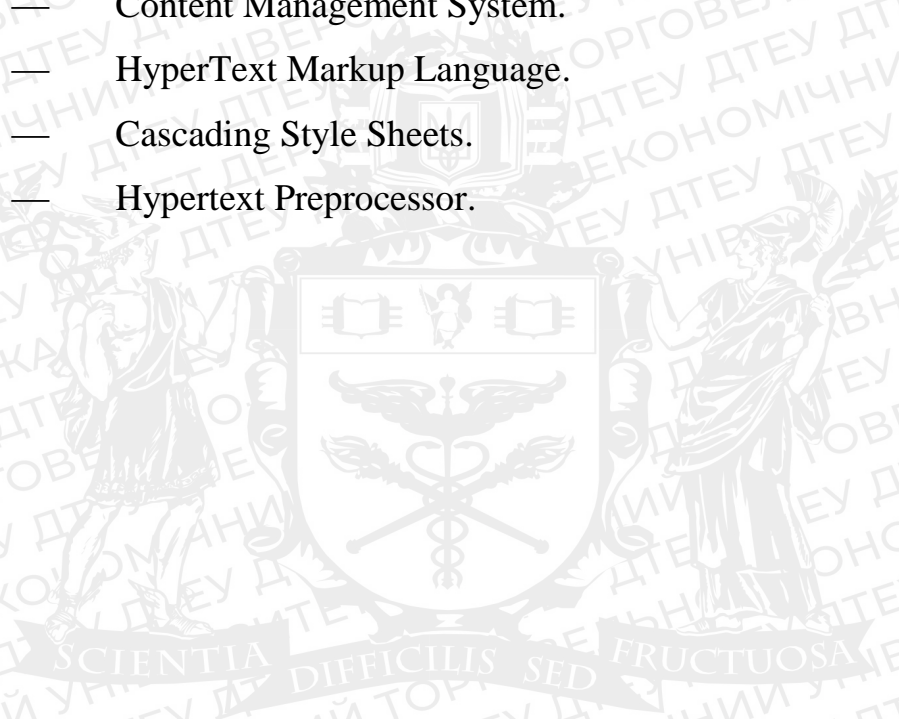 — Content Management System.
— HyperText Markup Language.
— Cascading Style Sheets.
— Hypertext Preprocessor.
SCIENTIA DIFFICILIS SED FRUCTUOSA